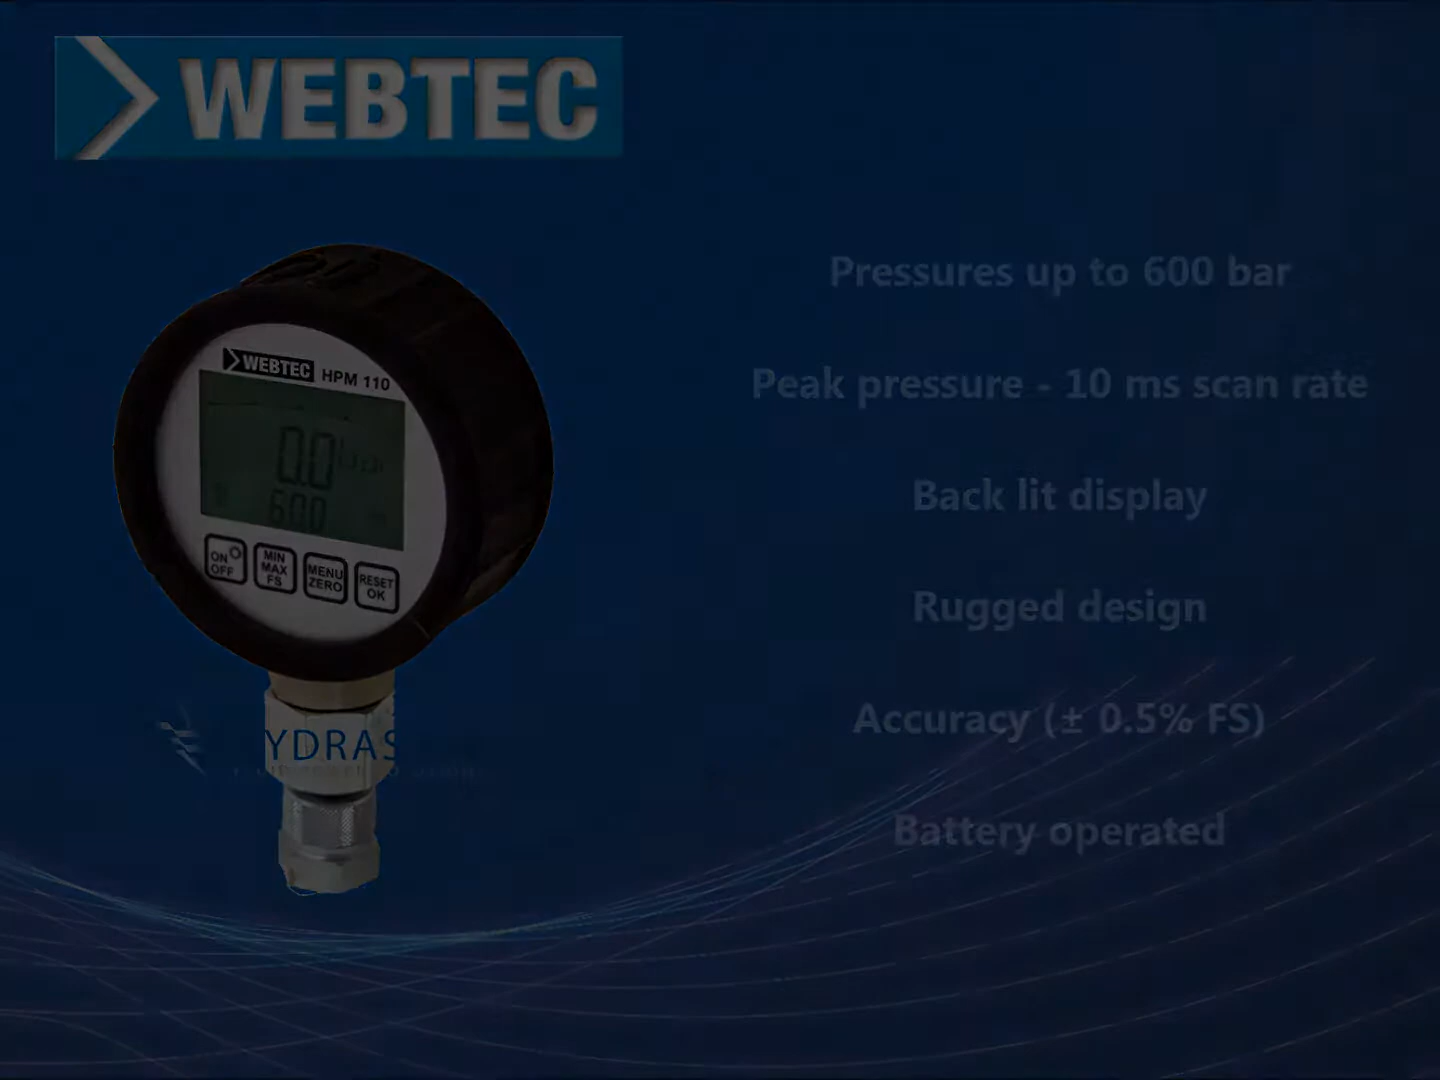 WEBTEC
Pressures up to 600 bar
Peak pressure - 10 ms scan rate
Back lit display
Rugged design
Accuracy (± 0.5% FS)
Battery operated
WEBTEC HPM 110
0.0
600
ON OFF
MIN MAX FS
MENU ZERO
RESET OK
YDRAS